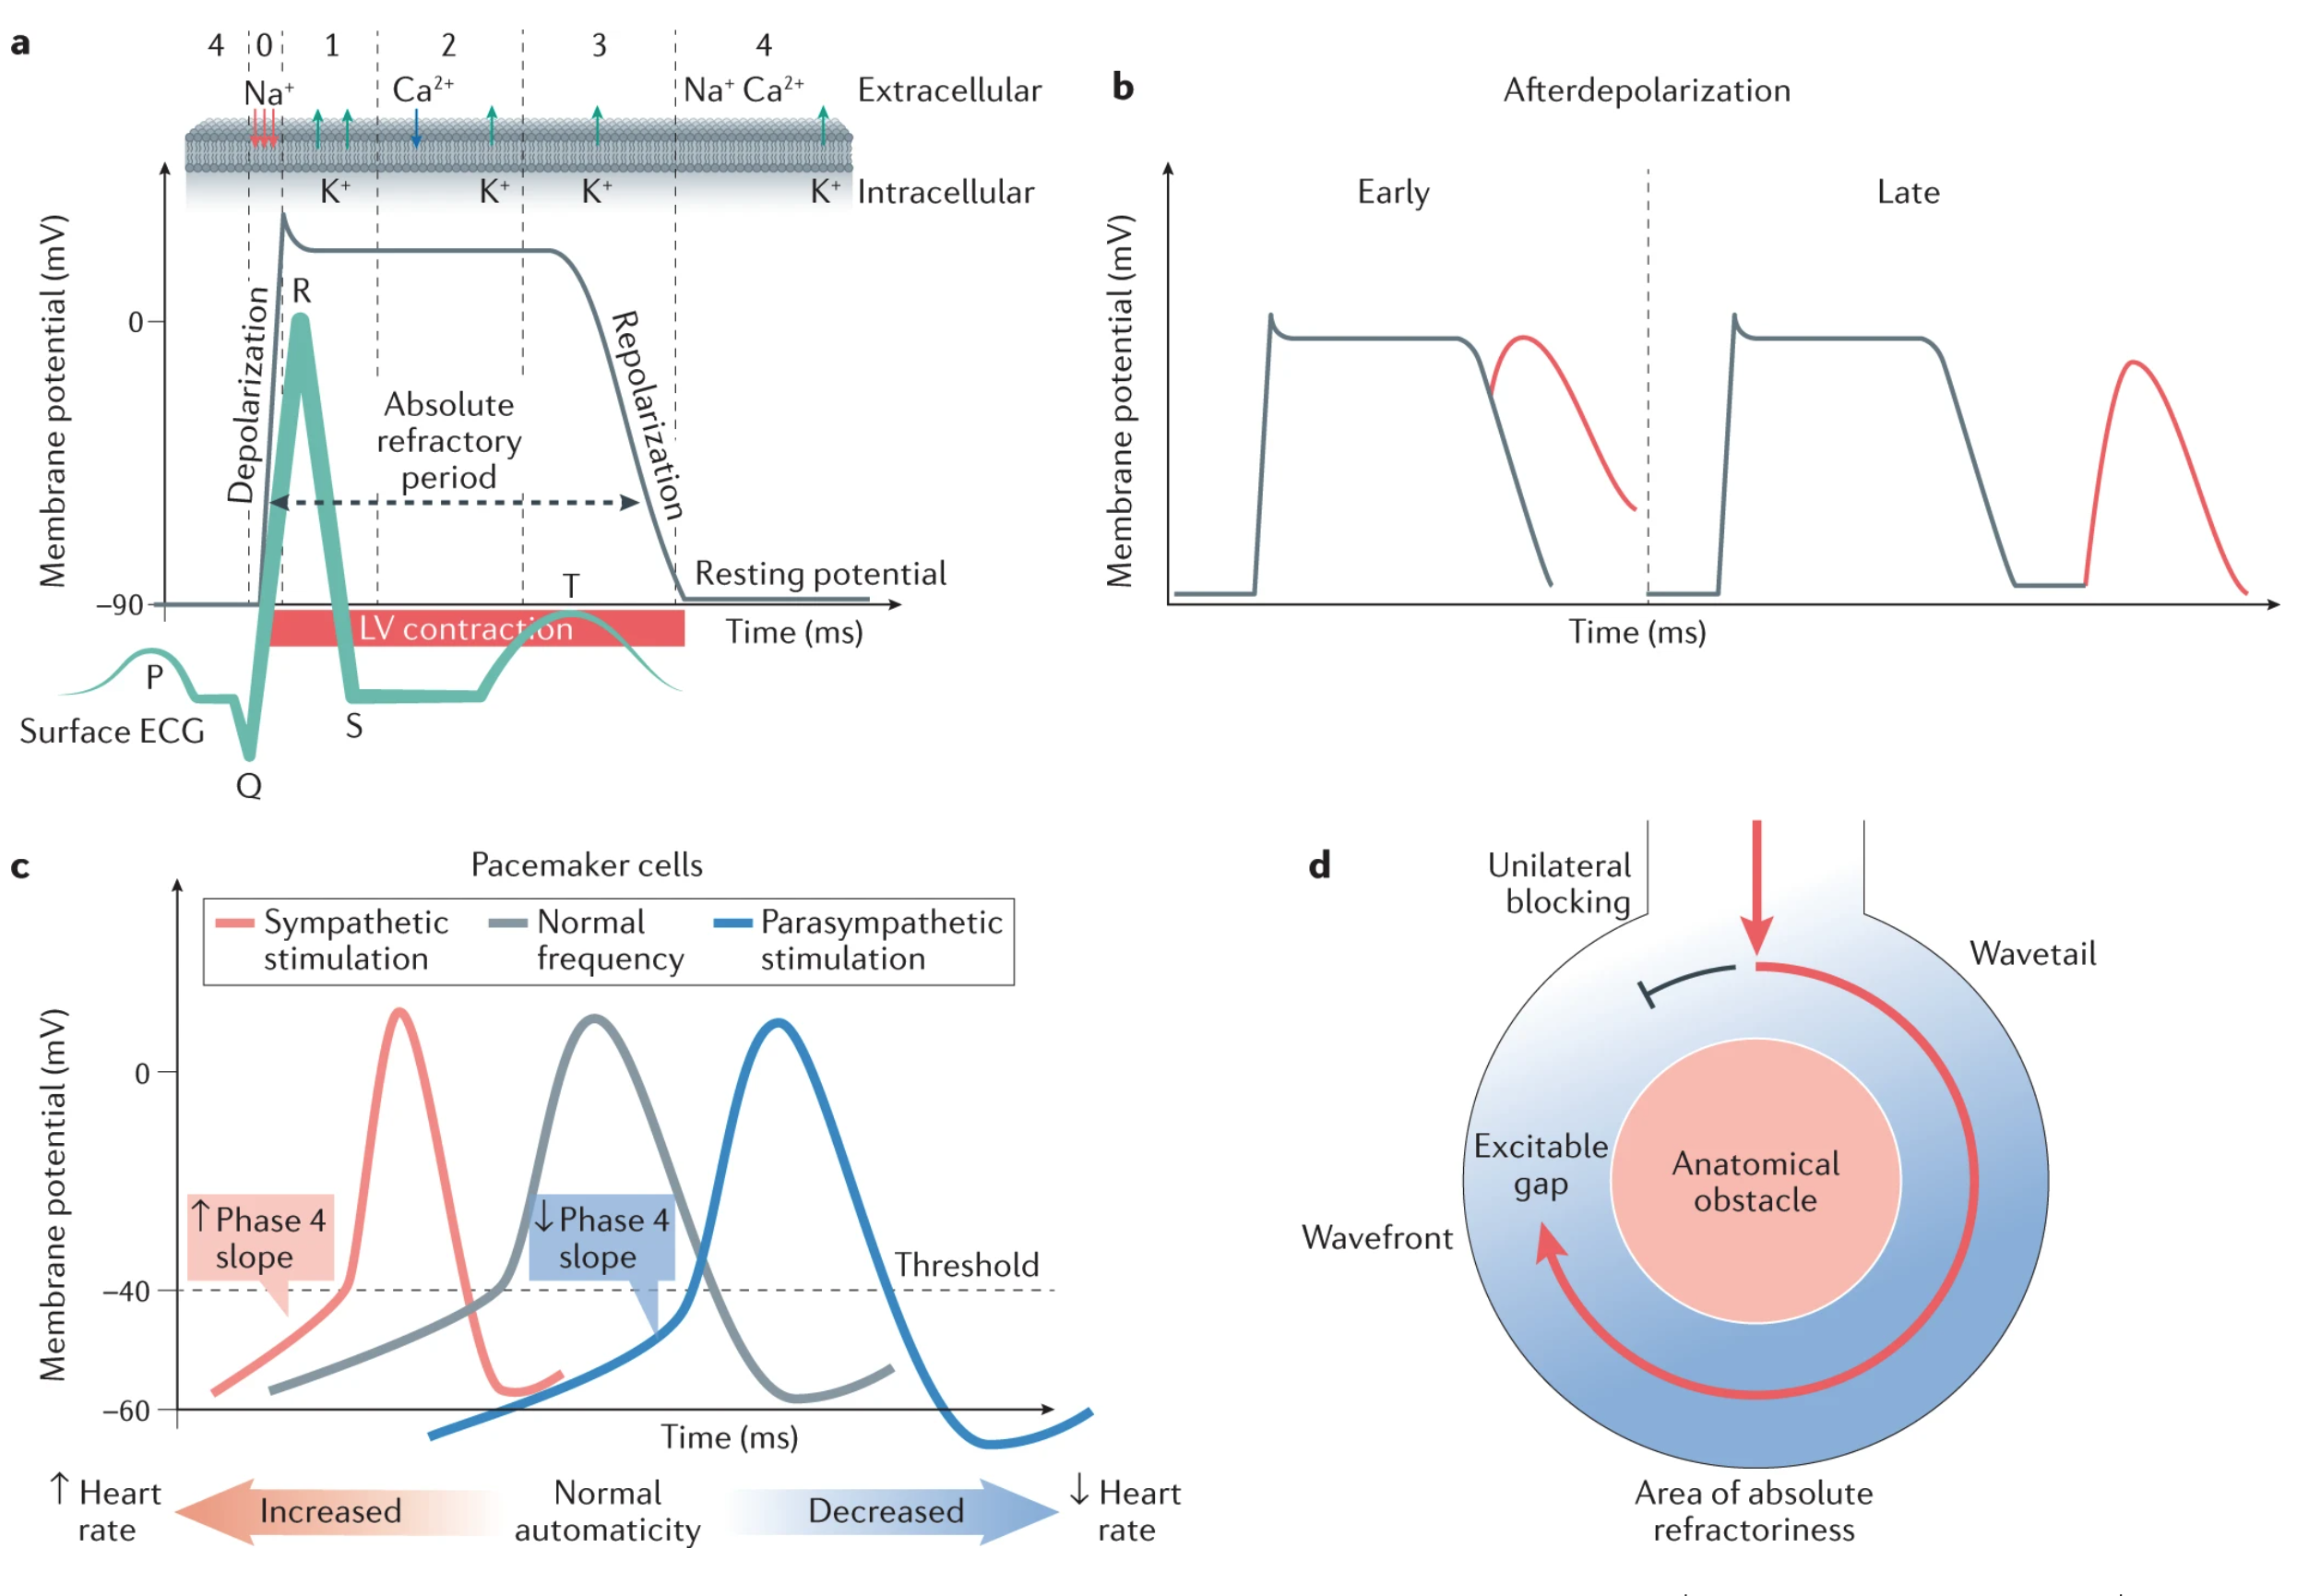 a
4 0 1 2 3 4
Na⁺ Ca²⁺ Na⁺ Ca²⁺ Extracellular
K⁺ K⁺ K⁺ K⁺ Intracellular
Membrane potential (mV)
0
–90
Depolarization
R
Absolute
refractory
period
Repolarization
Resting potential
T
LV contraction
Time (ms)
P
Surface ECG
S
Q
b
Afterdepolarization
Early
Late
Membrane potential (mV)
Time (ms)
c
Pacemaker cells
Sympathetic
stimulation
Normal
frequency
Parasympathetic
stimulation
Membrane potential (mV)
0
–40
–60
↑ Phase 4
slope
↓ Phase 4
slope
Threshold
Time (ms)
↑ Heart
rate
Increased
Normal
automaticity
Decreased
↓ Heart
rate
d
Unilateral
blocking
Wavetail
Excitable
gap
Anatomical
obstacle
Wavefront
Area of absolute
refractoriness